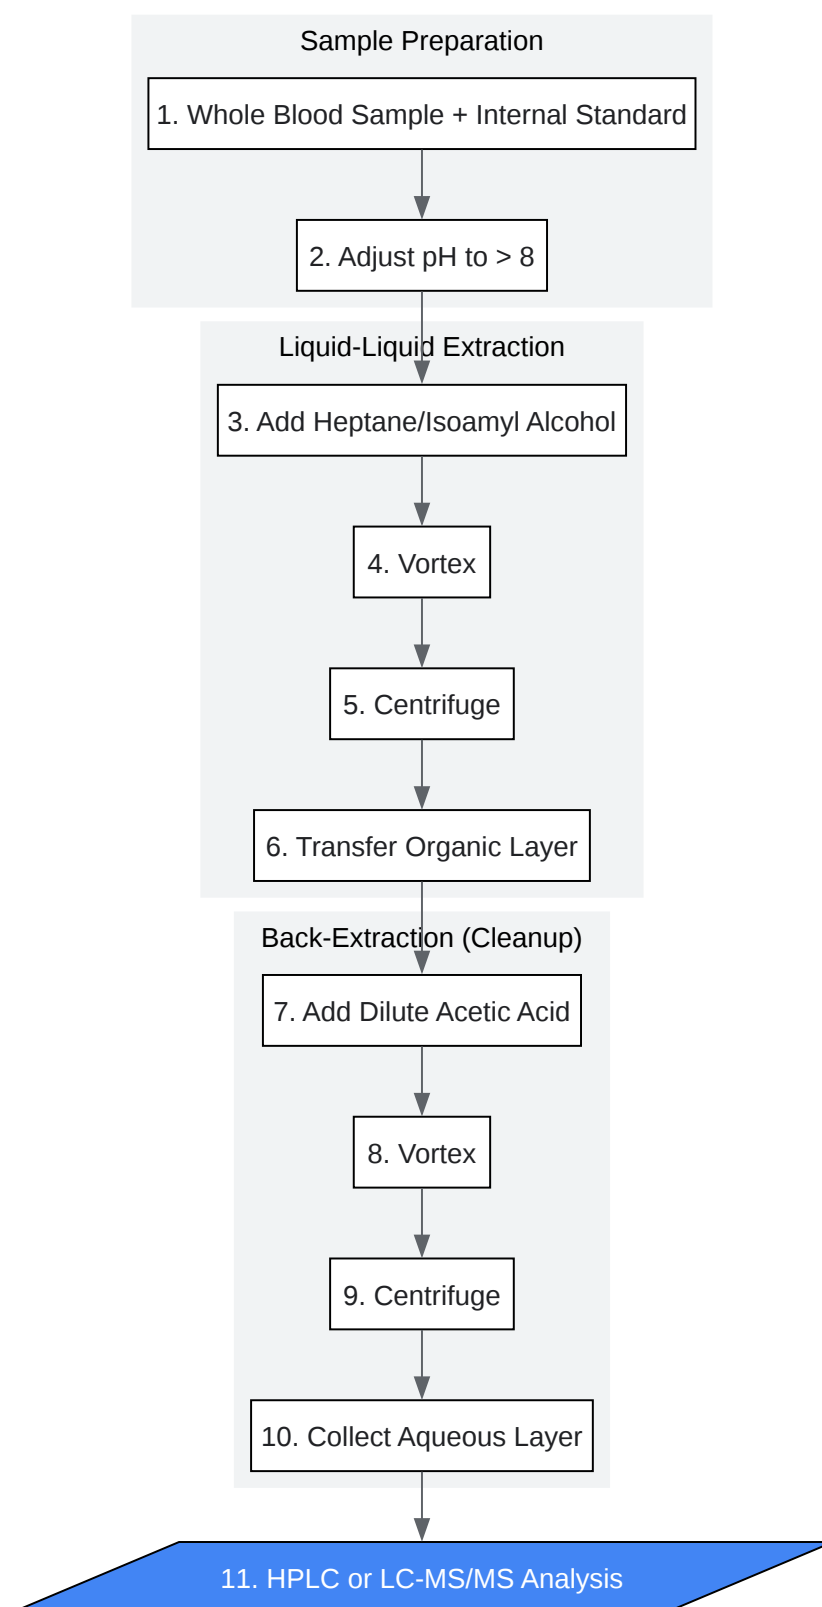 Sample Preparation
1. Whole Blood Sample + Internal Standard
2. Adjust pH to > 8
Liquid-Liquid Extraction
3. Add Heptane/Isoamyl Alcohol
4. Vortex
5. Centrifuge
6. Transfer Organic Layer
Back-Extraction (Cleanup)
7. Add Dilute Acetic Acid
8. Vortex
9. Centrifuge
10. Collect Aqueous Layer
11. HPLC or LC-MS/MS Analysis